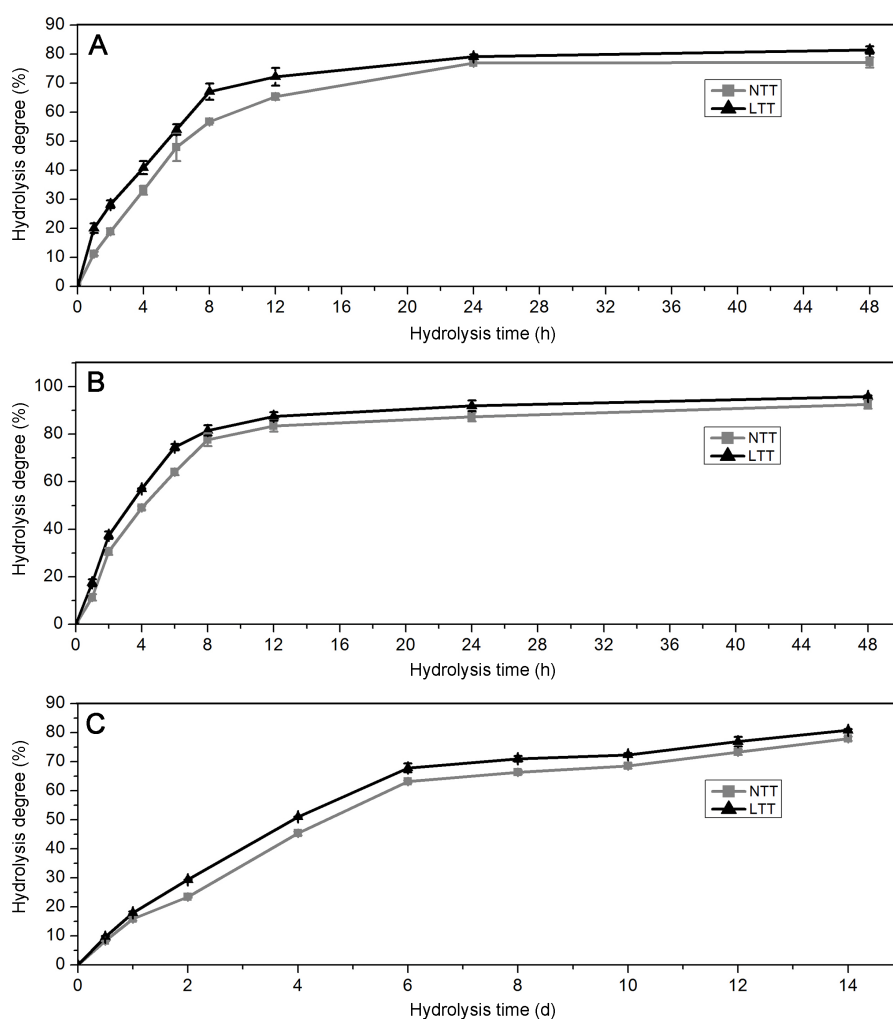 A
Hydrolysis degree (%)
90
80
70
60
50
40
30
20
10
0
NTT
LTT
0 4 8 12 16 20 24 28 32 36 40 44 48
Hydrolysis time (h)
B
Hydrolysis degree (%)
100
80
60
40
20
0
NTT
LTT
0 4 8 12 16 20 24 28 32 36 40 44 48
Hydrolysis time (h)
C
Hydrolysis degree (%)
90
80
70
60
50
40
30
20
10
0
NTT
LTT
0 2 4 6 8 10 12 14
Hydrolysis time (d)